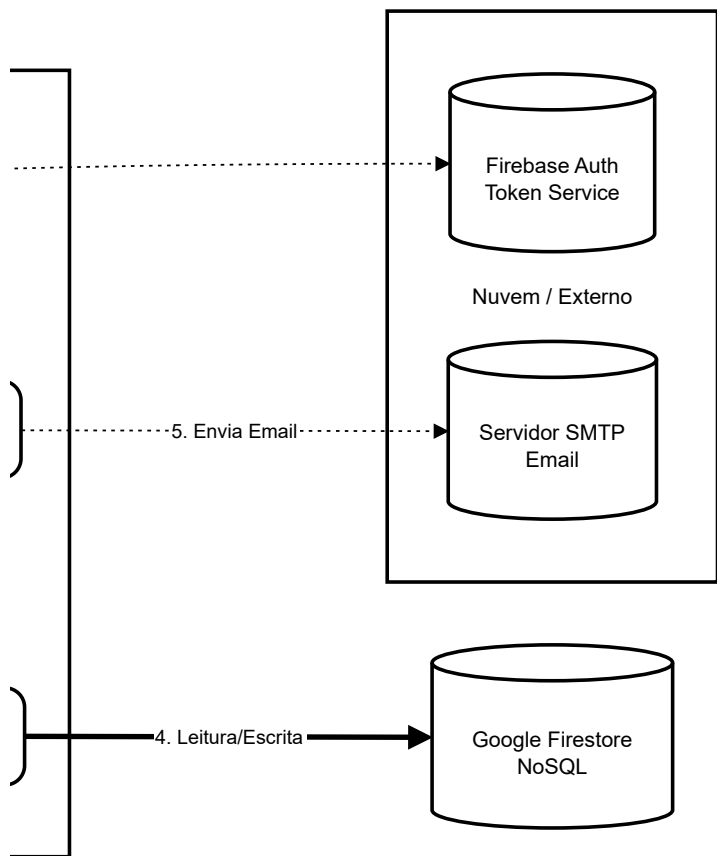 Firebase Auth
Token Service
Nuvem / Externo
5. Envia Email
Servidor SMTP
Email
4. Leitura/Escrita
Google Firestore
NoSQL